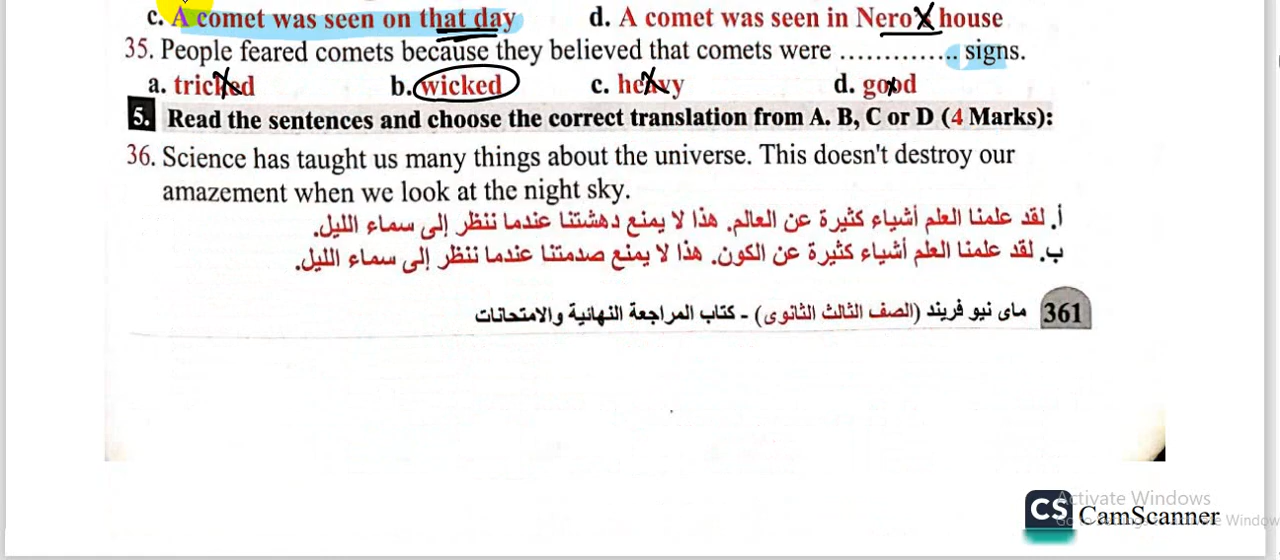 c. A comet was seen on that day d. A comet was seen in Nero house
35. People feared comets because they believed that comets were .............. signs.
a. tricked b. wicked c. heavy d. good
5. Read the sentences and choose the correct translation from A, B, C or D (4 Marks):
36. Science has taught us many things about the universe. This doesn't destroy our
amazement when we look at the night sky.
أ. لقد علمنا العلم أشياء كثيرة عن العالم. هذا لا يمنع دهشتنا عندما ننظر إلى سماء الليل.
ب. لقد علمنا العلم أشياء كثيرة عن الكون. هذا لا يمنع صدمتنا عندما ننظر إلى سماء الليل.
361 ماى نيو فريند (الصف الثالث الثانوى) - كتاب المراجعة النهائية والامتحانات
Activate Windows
CS CamScanner